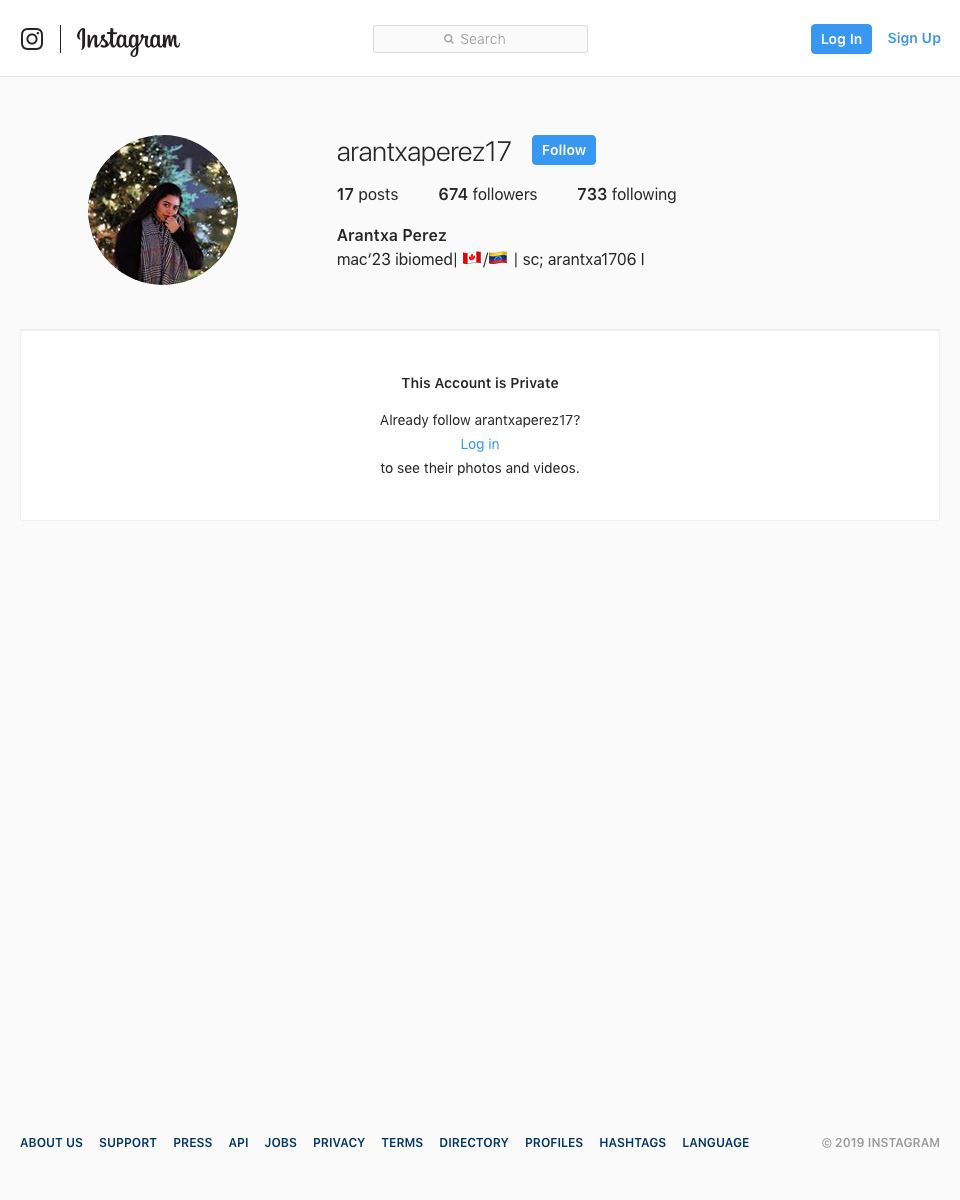 Instagram
Search
Log In
Sign Up
arantxaperez17
Follow
17 posts 674 followers 733 following
Arantxa Perez
mac’23 ibiomed| 🇨🇦/🇻🇪 | sc; arantxa1706 l
This Account is Private
Already follow arantxaperez17?
Log in
to see their photos and videos.
ABOUT US SUPPORT PRESS API JOBS PRIVACY TERMS DIRECTORY PROFILES HASHTAGS LANGUAGE © 2019 INSTAGRAM